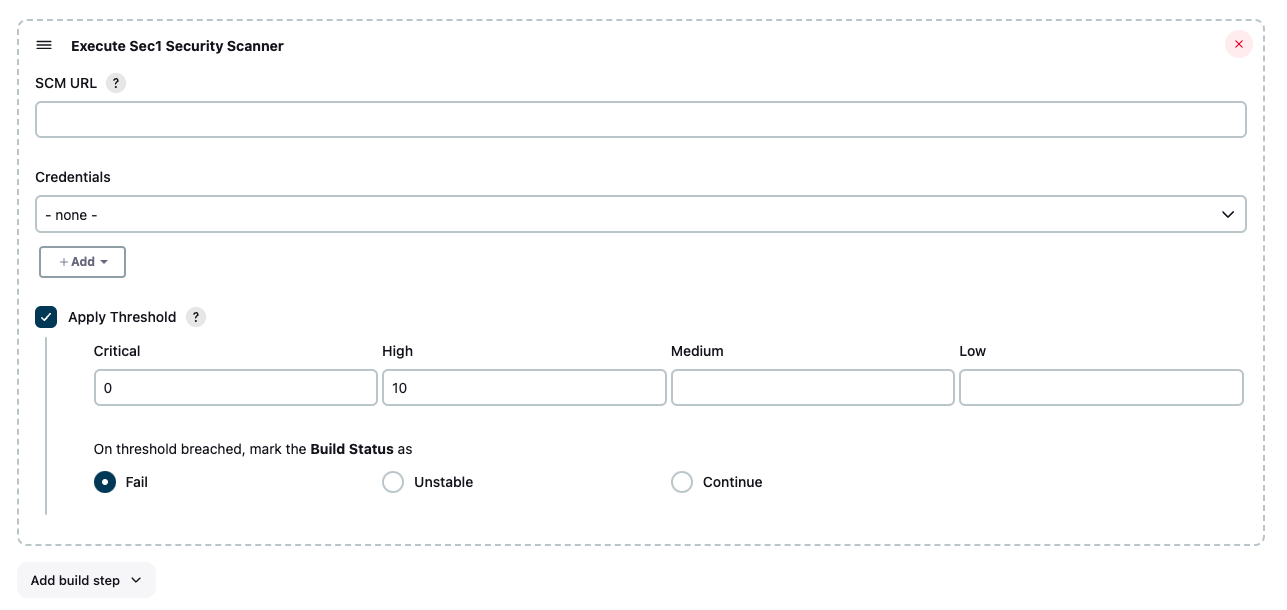 Execute Sec1 Security Scanner
SCM URL ?
Credentials
- none -
+ Add
Apply Threshold ?
Critical High Medium Low
0 10
On threshold breached, mark the Build Status as
Fail Unstable Continue
Add build step